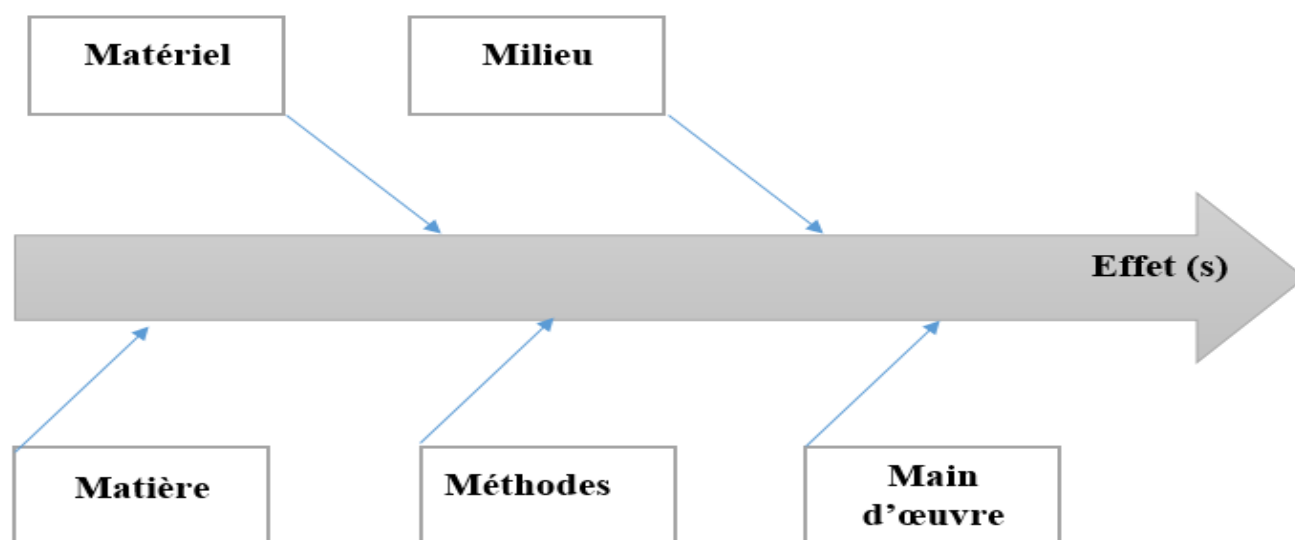 Matériel
Milieu
Effet (s)
Matière
Méthodes
Main
d’œuvre